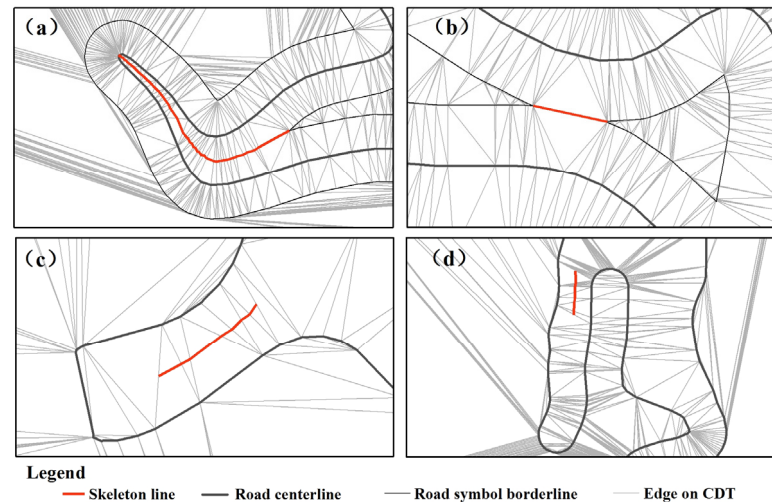 (a)
(b)
(c)
(d)
Legend
Skeleton line
Road centerline
Road symbol borderline
Edge on CDT